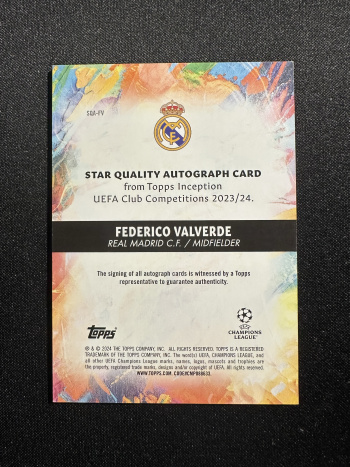 SQA-FV
STAR QUALITY AUTOGRAPH CARD
from Topps Inception
UEFA Club Competitions 2023/24.
FEDERICO VALVERDE
REAL MADRID C.F. / MIDFIELDER
The signing of all autograph cards is witnessed by a Topps
representative to guarantee authenticity.
Topps
CHAMPIONS
LEAGUE
® & © 2024 THE TOPPS COMPANY, INC. ALL RIGHTS RESERVED. TOPPS IS A REGISTERED
TRADEMARK OF THE TOPPS COMPANY, INC. The word(s) UEFA, CHAMPIONS LEAGUE, and
all other UEFA Champions League marks, names, logos, mascots and trophies are
the property, registered trade marks, designs and/or copyright of UEFA. All rights reserved.
WWW.TOPPS.COM.